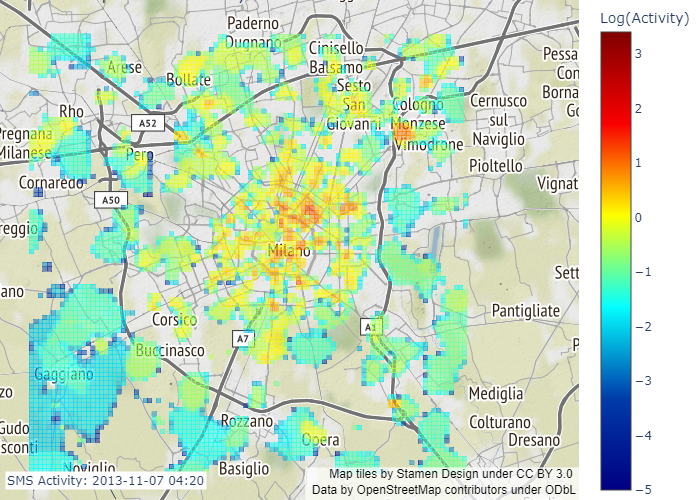 Paderno
Dugnano
Cinisello
Balsamo
Arese
Bollate
Sesto
San
Giovanni
Cologno
Monzese
Cernusco
sul
Naviglio
Pessa
Con
Borna
Go
Rho
A52
Pregnana
Milanese
Pero
Vimodrone
Pioltello
Cornaredo
Vignat
A50
reggio
Milano
Sett
ano
Corsico
Pantigliate
A7
A1
Buccinasco
P
Gaggiano
zzo
Mediglia
Rozzano
Colturano
Gudo
sconti
Opera
Dresano
Noviglio
Basiglio
SMS Activity: 2013-11-07 04:20
Map tiles by Stamen Design under CC BY 3.0
Data by OpenStreetMap contributors under ODbL
Log(Activity)
3
2
1
0
−1
−2
−3
−4
−5